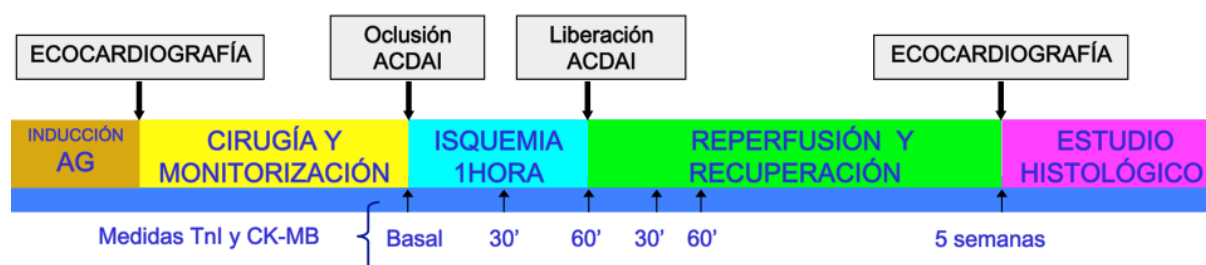 ECOCARDIOGRAFÍA
Oclusión
ACDAI
Liberación
ACDAI
ECOCARDIOGRAFÍA
INDUCCIÓN
AG
CIRUGÍA Y
MONITORIZACIÓN
ISQUEMIA
1HORA
REPERFUSIÓN Y
RECUPERACIÓN
ESTUDIO
HISTOLÓGICO
Medidas TnI y CK-MB
Basal
30'
60'
30'
60'
5 semanas